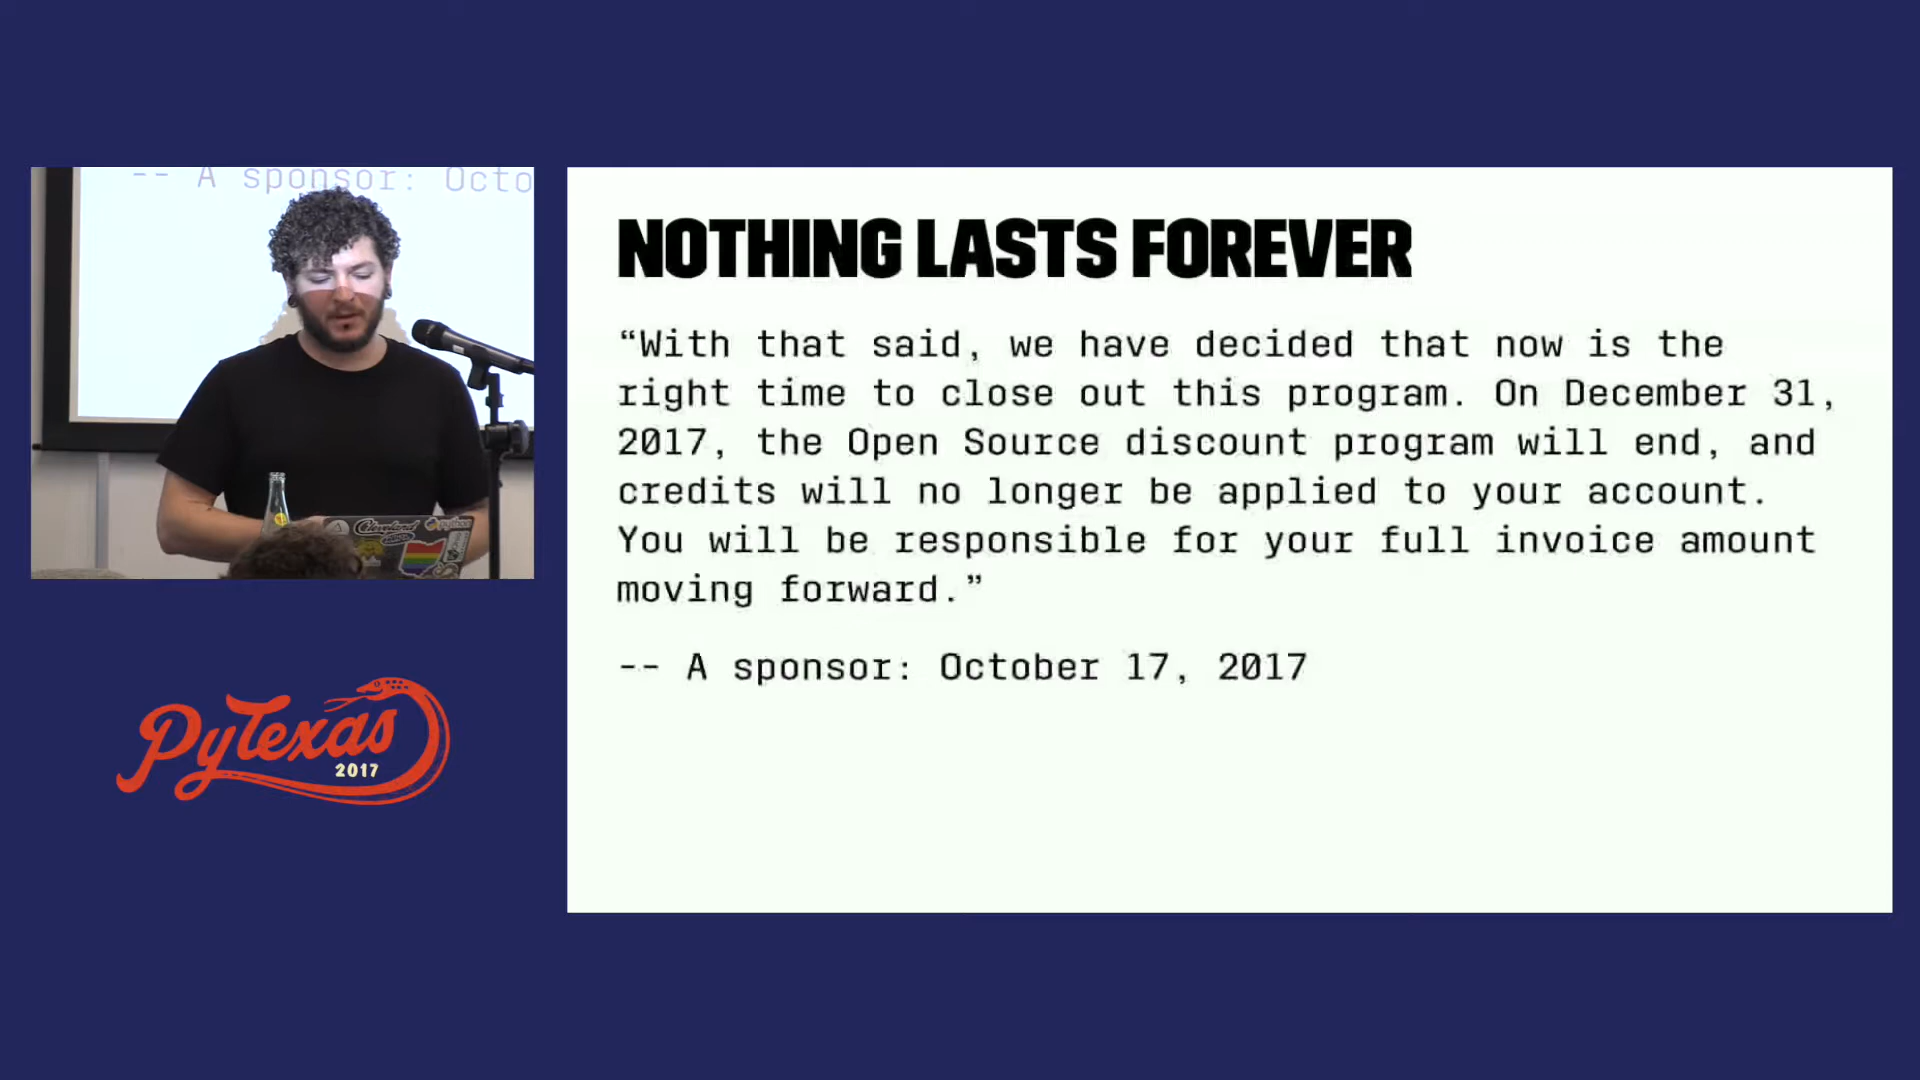 -- A sponsor: Octo
Cleveland
python
PyTexas
2017
NOTHING LASTS FOREVER
“With that said, we have decided that now is the
right time to close out this program. On December 31,
2017, the Open Source discount program will end, and
credits will no longer be applied to your account.
You will be responsible for your full invoice amount
moving forward.”
-- A sponsor: October 17, 2017